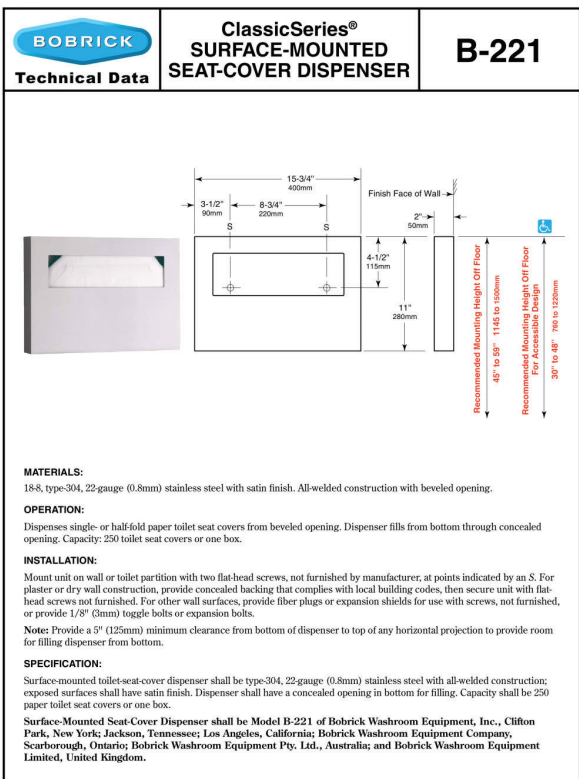 BOBRICK
Technical Data
ClassicSeries®
SURFACE-MOUNTED
SEAT-COVER DISPENSER
B-221
15-3/4"
400mm
Finish Face of Wall
3-1/2"
90mm
8-3/4"
220mm
2"
50mm
S
S
4-1/2"
115mm
11"
280mm
Recommended Mounting Height Off Floor
45" to 59" 1145 to 1500mm
Recommended Mounting Height Off Floor
For Accessible Design
30" to 48" 760 to 1220mm
MATERIALS:
18-8, type-304, 22-gauge (0.8mm) stainless steel with satin finish. All-welded construction with beveled opening.
OPERATION:
Dispenses single- or half-fold paper toilet seat covers from beveled opening. Dispenser fills from bottom through concealed
opening. Capacity: 250 toilet seat covers or one box.
INSTALLATION:
Mount unit on wall or toilet partition with two flat-head screws, not furnished by manufacturer, at points indicated by an S. For
plaster or dry wall construction, provide concealed backing that complies with local building codes, then secure unit with flat-
head screws not furnished. For other wall surfaces, provide fiber plugs or expansion shields for use with screws, not furnished,
or provide 1/8" (3mm) toggle bolts or expansion bolts.
Note: Provide a 5" (125mm) minimum clearance from bottom of dispenser to top of any horizontal projection to provide room
for filling dispenser from bottom.
SPECIFICATION:
Surface-mounted toilet-seat-cover dispenser shall be type-304, 22-gauge (0.8mm) stainless steel with all-welded construction;
exposed surfaces shall have satin finish. Dispenser shall have a concealed opening in bottom for filling. Capacity shall be 250
paper toilet seat covers or one box.
Surface-Mounted Seat-Cover Dispenser shall be Model B-221 of Bobrick Washroom Equipment, Inc., Clifton
Park, New York; Jackson, Tennessee; Los Angeles, California; Bobrick Washroom Equipment Company,
Scarborough, Ontario; Bobrick Washroom Equipment Pty. Ltd., Australia; and Bobrick Washroom Equipment
Limited, United Kingdom.